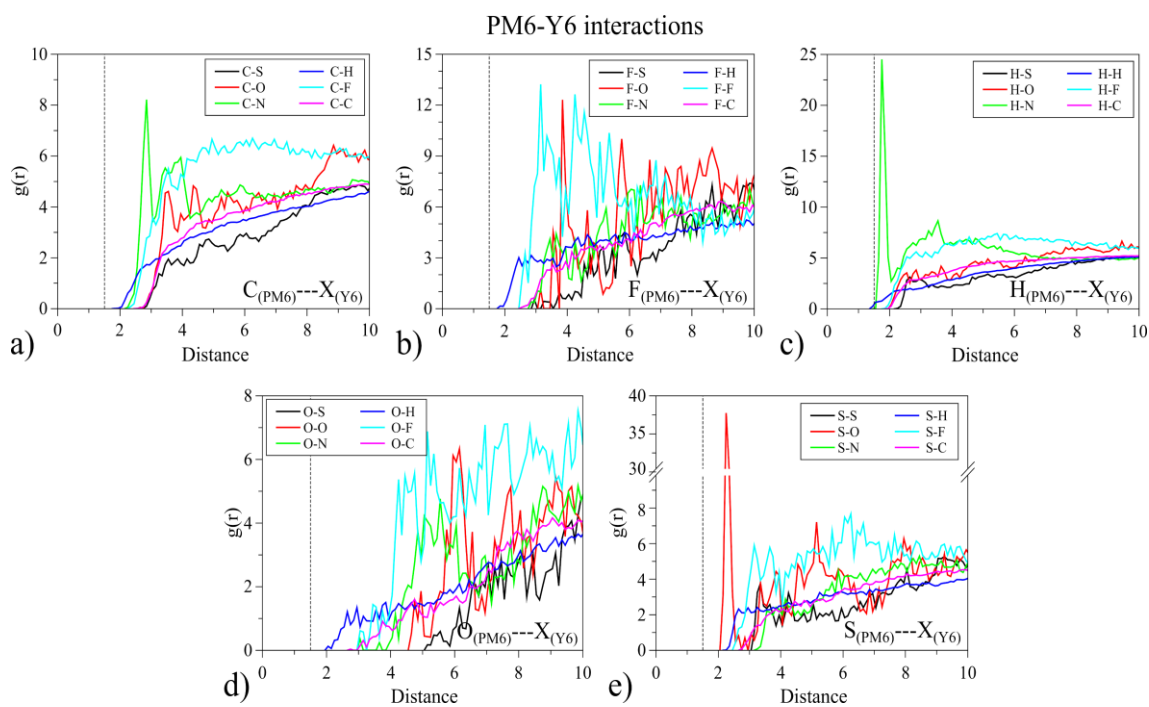 PM6-Y6 interactions
10
8
6
4
2
0
g(r)
C-S C-H
C-O C-F
C-N C-C
C(PM6)---X(Y6)
0 2 4 6 8 10
Distance
a)
15
12
9
6
3
0
g(r)
F-S F-H
F-O F-F
F-N F-C
F(PM6)---X(Y6)
0 2 4 6 8 10
Distance
b)
25
20
15
10
5
0
g(r)
H-S H-H
H-O H-F
H-N H-C
H(PM6)---X(Y6)
0 2 4 6 8 10
Distance
c)
8
6
4
2
0
g(r)
O-S O-H
O-O O-F
O-N O-C
O(PM6)---X(Y6)
0 2 4 6 8 10
Distance
d)
40
35
30
8
6
4
2
0
g(r)
S-S S-H
S-O S-F
S-N S-C
S(PM6)---X(Y6)
0 2 4 6 8 10
Distance
e)